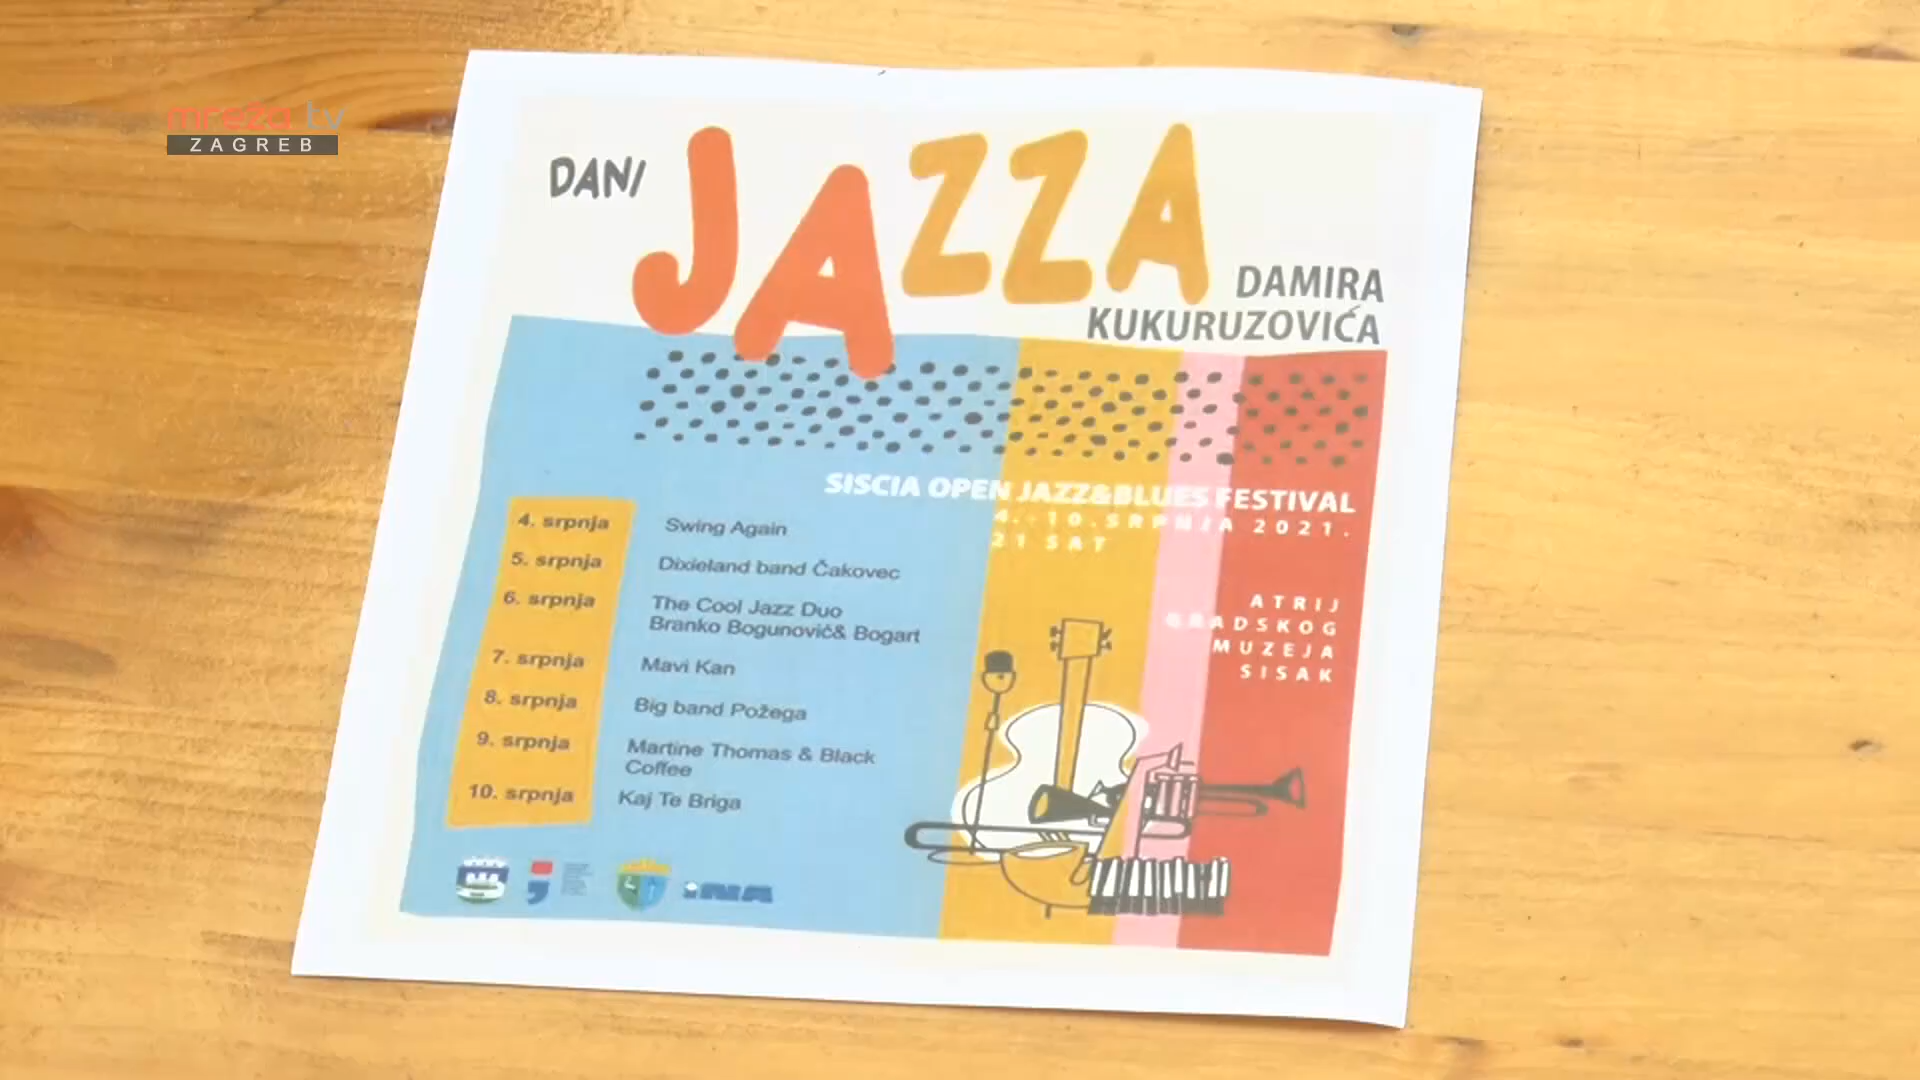 mreža tv
ZAGREB
DANI JAZZA
DAMIRA
KUKURUZOVIĆA
SISCIA OPEN JAZZ&BLUES FESTIVAL
4.-10.SRPNJA 2021.
21 SAT
4. srpnja Swing Again
5. srpnja Dixieland band Čakovec
6. srpnja The Cool Jazz Duo
Branko Bogunovič& Bogart
7. srpnja Mavi Kan
8. srpnja Big band Požega
9. srpnja Martine Thomas & Black
Coffee
10. srpnja Kaj Te Briga
ATRIJ
GRADSKOG
MUZEJA
SISAK
INA